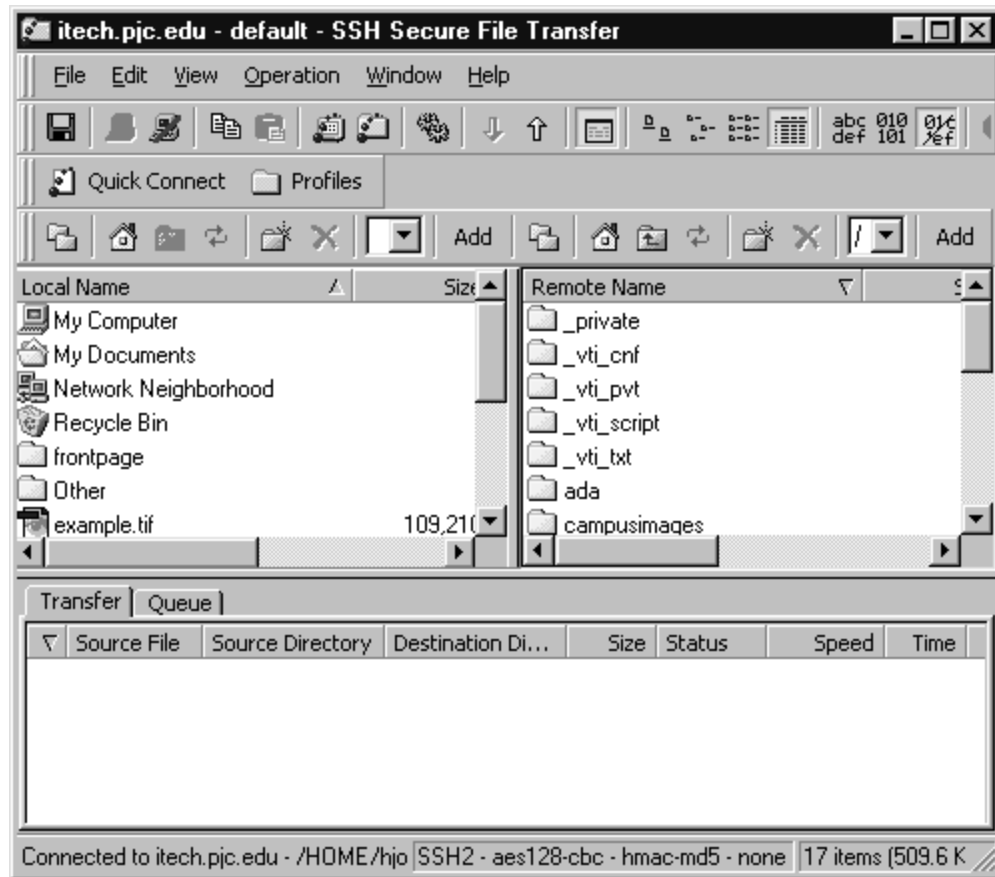 itech.pjc.edu - default - SSH Secure File Transfer
File Edit View Operation Window Help
abc def 010 101
Quick Connect Profiles
Add / Add
Local Name Size
My Computer
My Documents
Network Neighborhood
Recycle Bin
frontpage
Other
example.tif 109,210
Remote Name S
_private
_vti_cnf
_vti_pvt
_vti_script
_vti_txt
ada
campusimages
Transfer Queue
Source File Source Directory Destination Di... Size Status Speed Time
Connected to itech.pjc.edu - /HOME/hjo SSH2 - aes128-cbc - hmac-md5 - none 17 items (509.6 K